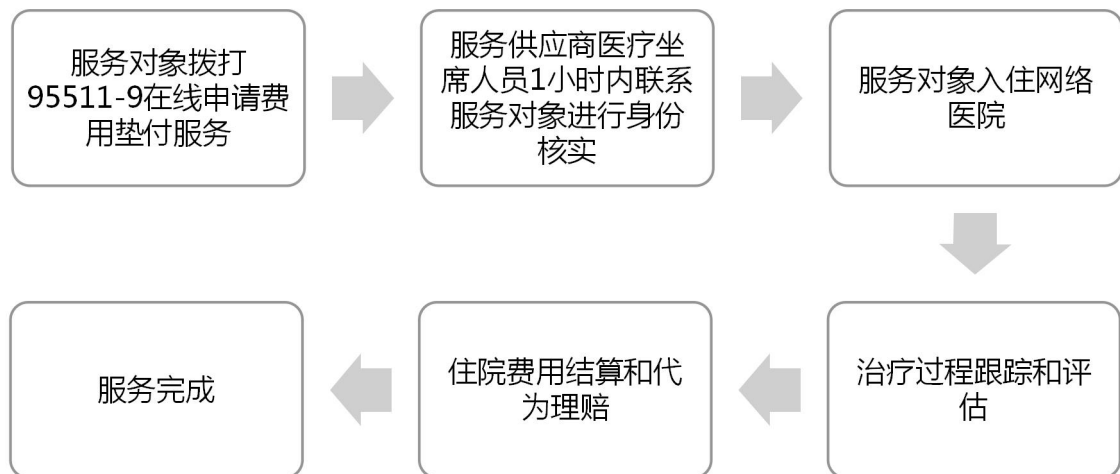 服务对象拨打
95511-9在线申请费
用垫付服务
服务供应商医疗坐
席人员1小时内联系
服务对象进行身份
核实
服务对象入住网络
医院
治疗过程跟踪和评
估
住院费用结算和代
为理赔
服务完成